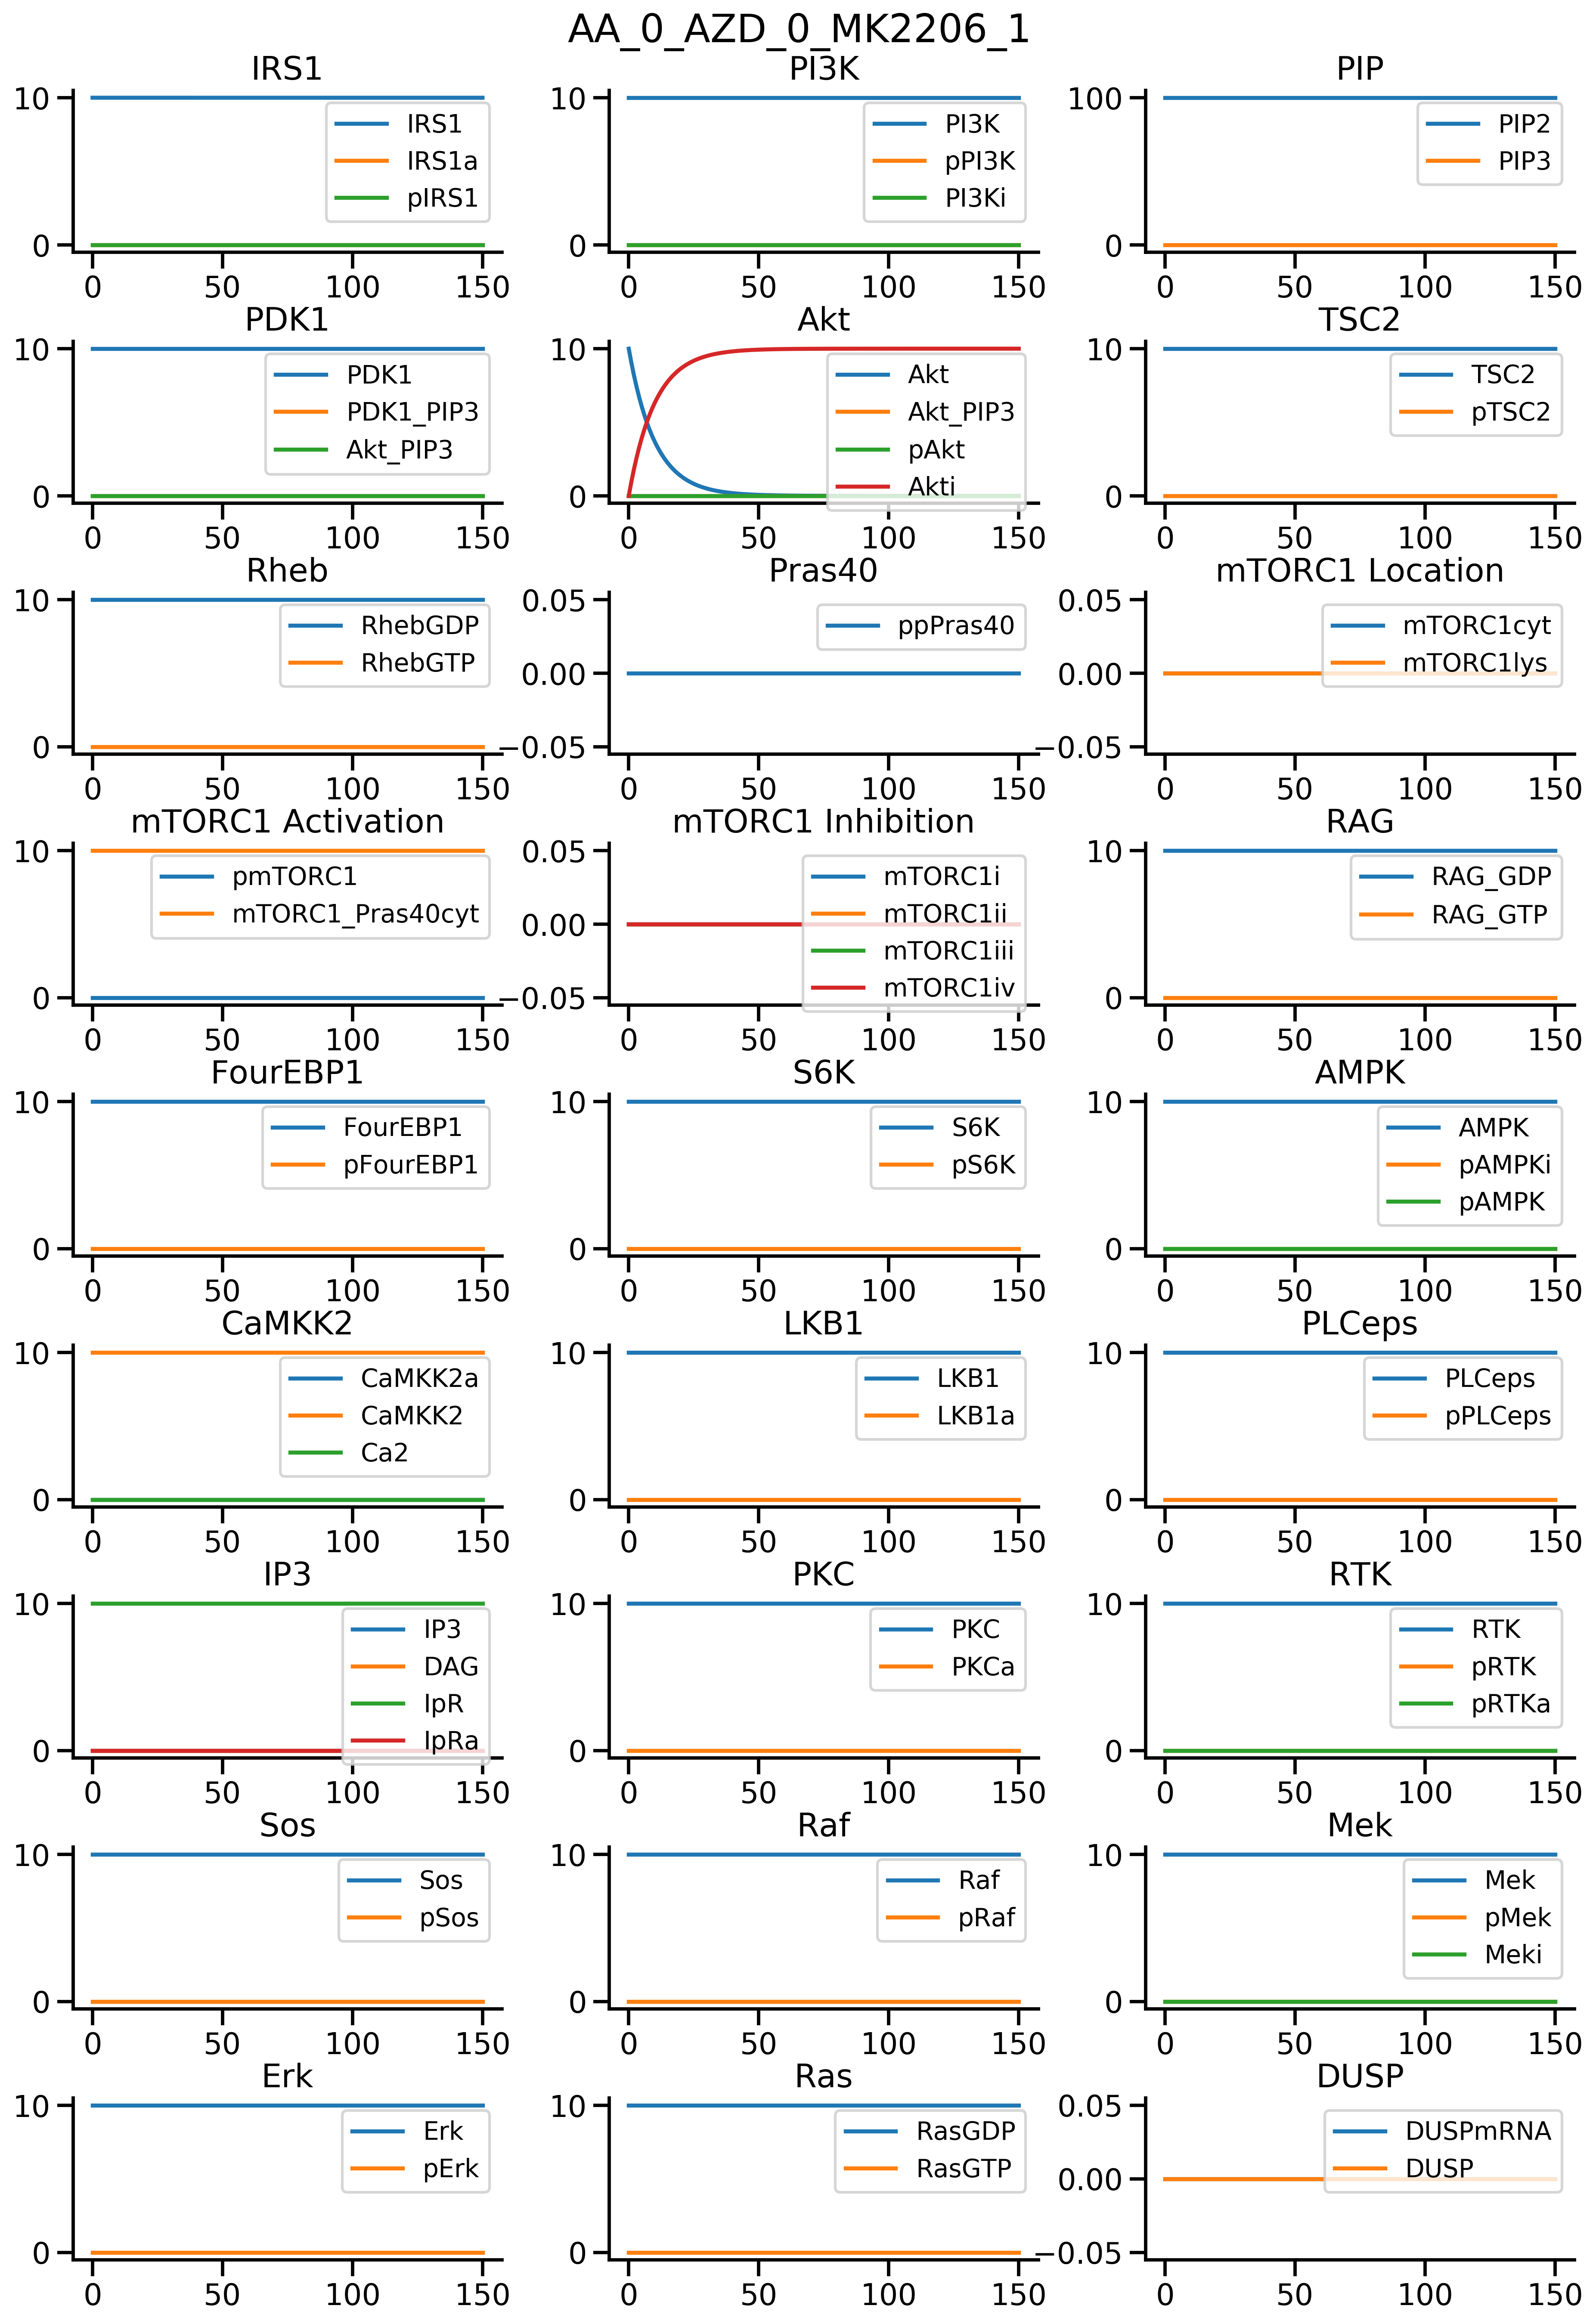 AA_0_AZD_0_MK2206_1
IRS1
10
0
IRS1
IRS1a
pIRS1
0 50 100 150
PI3K
10
0
PI3K
pPI3K
PI3Ki
0 50 100 150
PIP
100
0
PIP2
PIP3
0 50 100 150
PDK1
10
0
PDK1
PDK1_PIP3
Akt_PIP3
0 50 100 150
Akt
10
0
Akt
Akt_PIP3
pAkt
Akti
0 50 100 150
TSC2
10
0
TSC2
pTSC2
0 50 100 150
Rheb
10
0
RhebGDP
RhebGTP
0 50 100 150
Pras40
0.05
0.00
−0.05
ppPras40
0 50 100 150
mTORC1 Location
0.05
0.00
−0.05
mTORC1cyt
mTORC1lys
0 50 100 150
mTORC1 Activation
10
0
pmTORC1
mTORC1_Pras40cyt
0 50 100 150
mTORC1 Inhibition
0.05
0.00
−0.05
mTORC1i
mTORC1ii
mTORC1iii
mTORC1iv
0 50 100 150
RAG
10
0
RAG_GDP
RAG_GTP
0 50 100 150
FourEBP1
10
0
FourEBP1
pFourEBP1
0 50 100 150
S6K
10
0
S6K
pS6K
0 50 100 150
AMPK
10
0
AMPK
pAMPKi
pAMPK
0 50 100 150
CaMKK2
10
0
CaMKK2a
CaMKK2
Ca2
0 50 100 150
LKB1
10
0
LKB1
LKB1a
0 50 100 150
PLCeps
10
0
PLCeps
pPLCeps
0 50 100 150
IP3
10
0
IP3
DAG
IpR
IpRa
0 50 100 150
PKC
10
0
PKC
PKCa
0 50 100 150
RTK
10
0
RTK
pRTK
pRTKa
0 50 100 150
Sos
10
0
Sos
pSos
0 50 100 150
Raf
10
0
Raf
pRaf
0 50 100 150
Mek
10
0
Mek
pMek
Meki
0 50 100 150
Erk
10
0
Erk
pErk
0 50 100 150
Ras
10
0
RasGDP
RasGTP
0 50 100 150
DUSP
0.05
0.00
−0.05
DUSPmRNA
DUSP
0 50 100 150